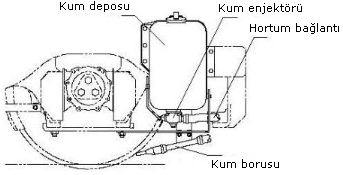 Kum deposu
Kum enjektörü
Hortum bağlantı
Kum borusu